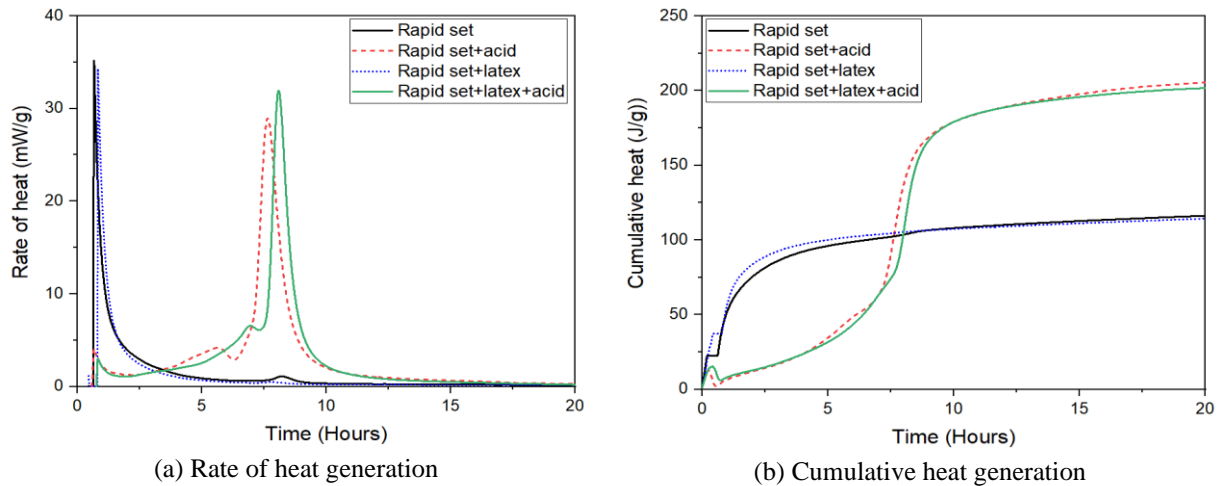 40
30
20
10
0
0
5
10
15
20
Rate of heat (mW/g)
Time (Hours)
Rapid set
Rapid set+acid
Rapid set+latex
Rapid set+latex+acid
(a) Rate of heat generation
250
200
150
100
50
0
0
5
10
15
20
Cumulative heat (J/g))
Time (Hours)
Rapid set
Rapid set+acid
Rapid set+latex
Rapid set+latex+acid
(b) Cumulative heat generation